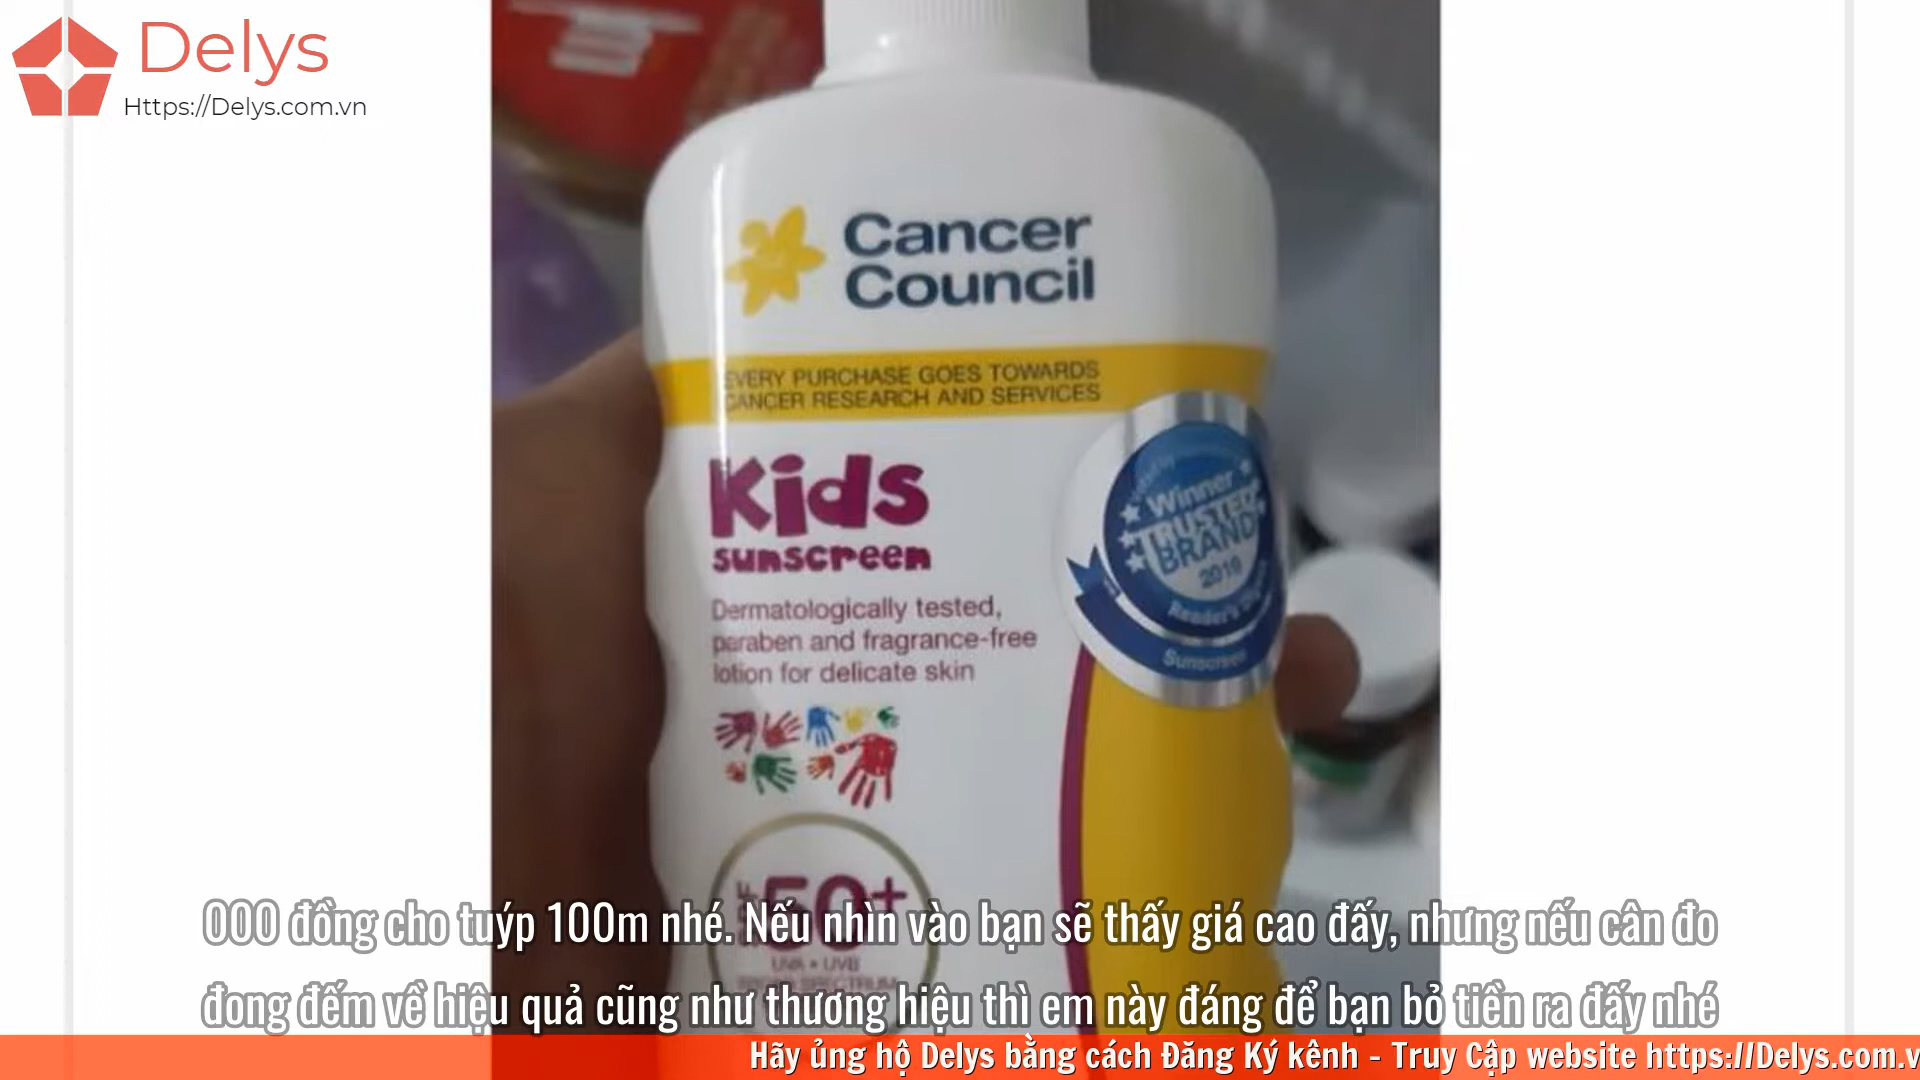 Delys
Https://Delys.com.vn
Cancer
Council
EVERY PURCHASE GOES TOWARDS
CANCER RESEARCH AND SERVICES
Kids
sunscreen
Dermatologically tested,
paraben and fragrance-free
lotion for delicate skin
Winner
TRUSTED
BRAND
2019
Reader's
Sunscreen
50+
UVA • UVB
000 đồng cho tuýp 100m nhé. Nếu nhìn vào bạn sẽ thấy giá cao đấy, nhưng nếu cân đo
đong đếm về hiệu quả cũng như thương hiệu thì em này đáng để bạn bỏ tiền ra đấy nhé
Hãy ủng hộ Delys bằng cách Đăng Ký kênh - Truy Cập website https://Delys.com.v